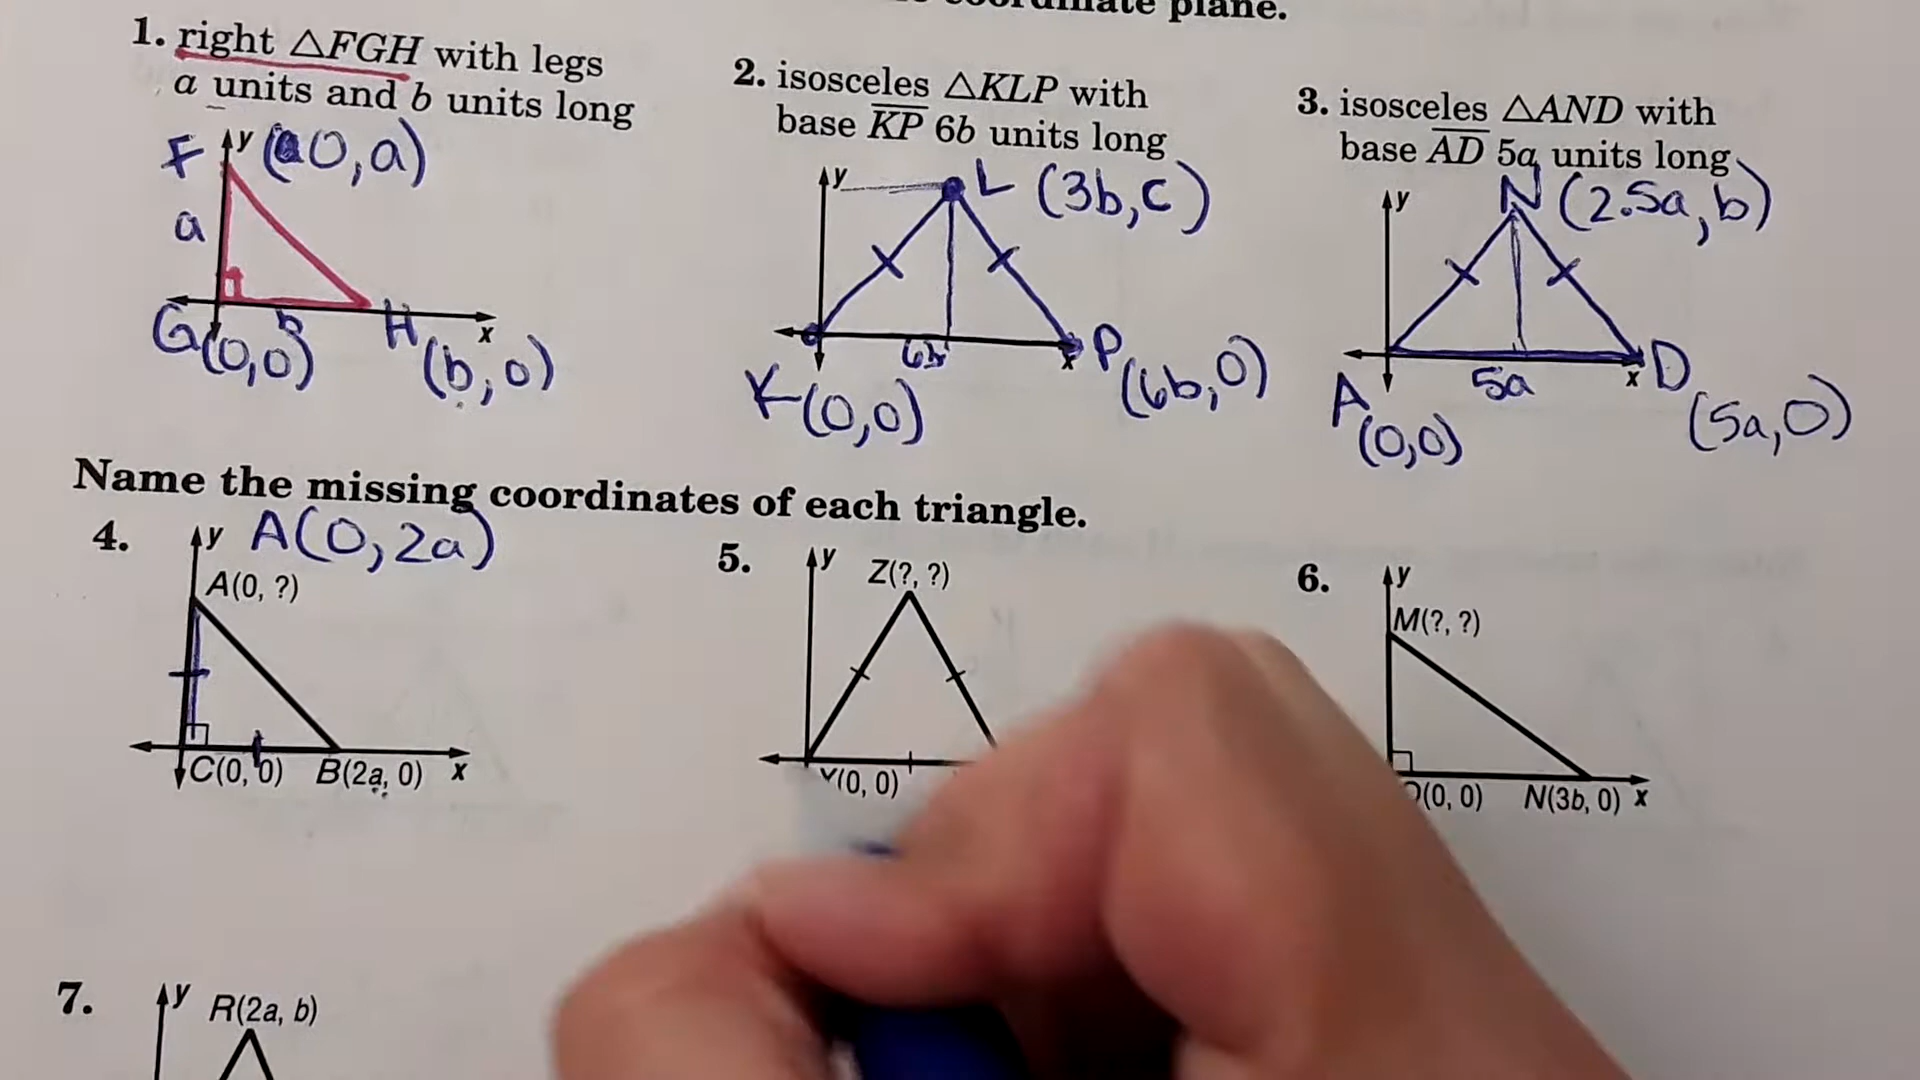 coordinate plane.
1. right △FGH with legs
a units and b units long
2. isosceles △KLP with
base KP 6b units long
3. isosceles △AND with
base AD 5a units long
F y (0, a)
a
G(0,0) b H (b, 0) x
y L (3b, C)
K(0,0) 6b P(6b, 0) x
y N (2.5a, b)
A(0,0) 5a D(5a, 0) x
Name the missing coordinates of each triangle.
4. y A(0, 2a)
A(0, ?)
C(0, 0) B(2a, 0) x
5. y Z(?, ?)
(0, 0)
6. y
M(?, ?)
(0, 0) N(3b, 0) x
7. y R(2a, b)